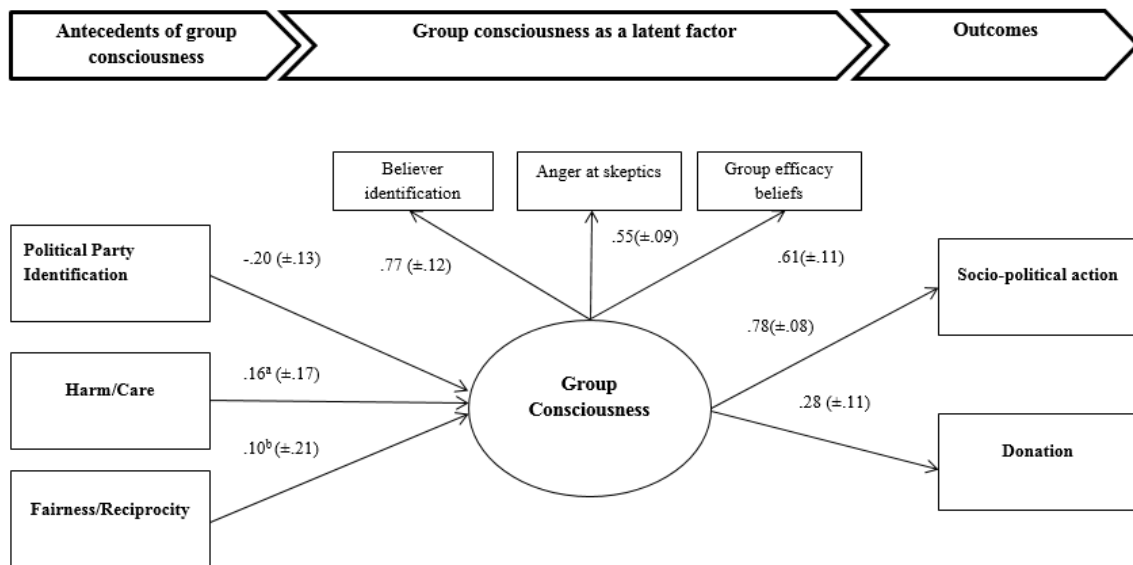 Antecedents of group
consciousness
Group consciousness as a latent factor
Outcomes
Believer
identification
Anger at skeptics
Group efficacy
beliefs
Political Party
Identification
-.20 (±.13)
.77 (±.12)
.55(±.09)
.61(±.11)
Socio-political action
.78(±.08)
Harm/Care
.16ᵃ (±.17)
Group
Consciousness
.28 (±.11)
.10ᵇ (±.21)
Donation
Fairness/Reciprocity